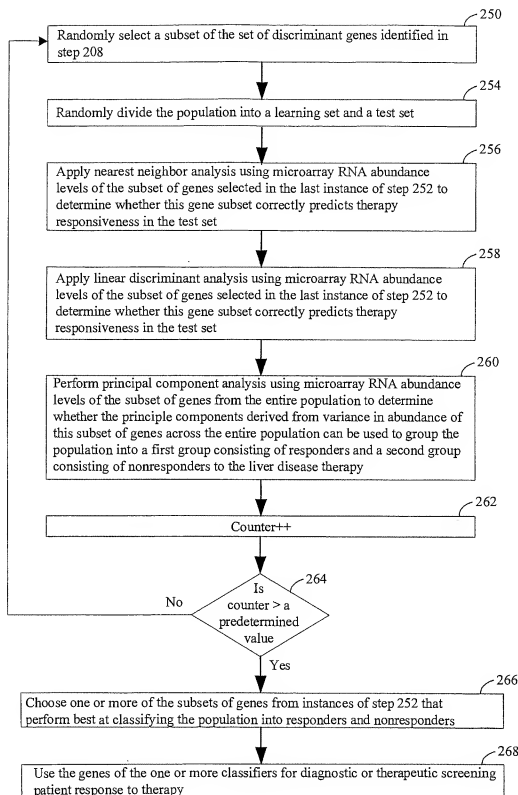 250
Randomly select a subset of the set of discriminant genes identified in
step 208
254
Randomly divide the population into a learning set and a test set
256
Apply nearest neighbor analysis using microarray RNA abundance
levels of the subset of genes selected in the last instance of step 252 to
determine whether this gene subset correctly predicts therapy
responsiveness in the test set
258
Apply linear discriminant analysis using microarray RNA abundance
levels of the subset of genes selected in the last instance of step 252 to
determine whether this gene subset correctly predicts therapy
responsiveness in the test set
260
Perform principal component analysis using microarray RNA abundance
levels of the subset of genes from the entire population to determine
whether the principle components derived from variance in abundance of
this subset of genes across the entire population can be used to group the
population into a first group consisting of responders and a second group
consisting of nonresponders to the liver disease therapy
262
Counter++
264
Is
counter > a
predetermined
value
No
Yes
266
Choose one or more of the subsets of genes from instances of step 252 that
perform best at classifying the population into responders and nonresponders
268
Use the genes of the one or more classifiers for diagnostic or therapeutic screening
patient response to therapy